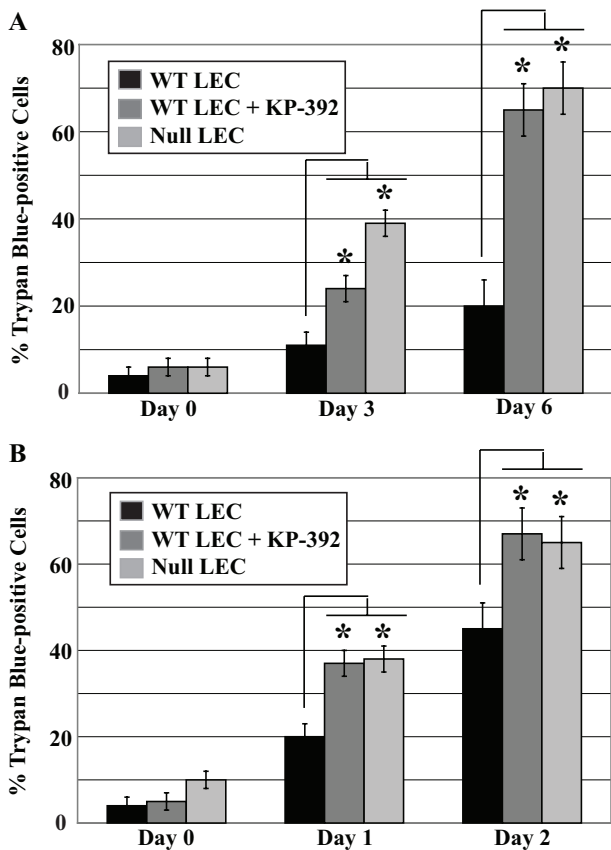 A
% Trypan Blue-positive Cells
80
60
40
20
0
WT LEC
WT LEC + KP-392
Null LEC
*
*
*
*
Day 0
Day 3
Day 6
B
% Trypan Blue-positive Cells
80
60
40
20
0
WT LEC
WT LEC + KP-392
Null LEC
*
*
*
*
Day 0
Day 1
Day 2